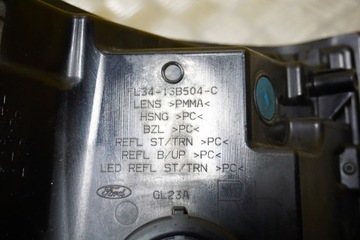 FL34-13B504-C
LENS >PMMA<
HSNG >PC<
BZL >PC<
REFL ST/TRN >PC<
REFL B/UP >PC<
LED REFL ST/TRN >PC<
Ford
GL23A